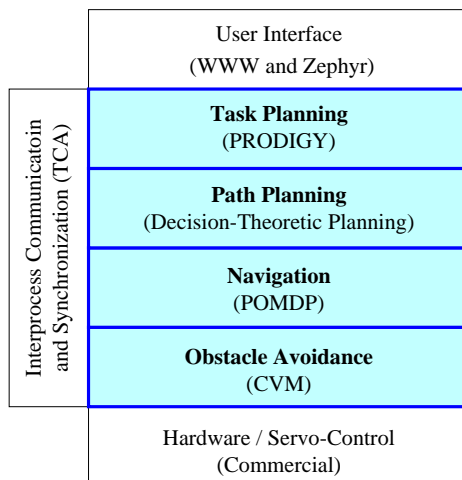 User Interface
(WWW and Zephyr)
Interprocess Communicatoin
and Synchronization (TCA)
Task Planning
(PRODIGY)
Path Planning
(Decision-Theoretic Planning)
Navigation
(POMDP)
Obstacle Avoidance
(CVM)
Hardware / Servo-Control
(Commercial)